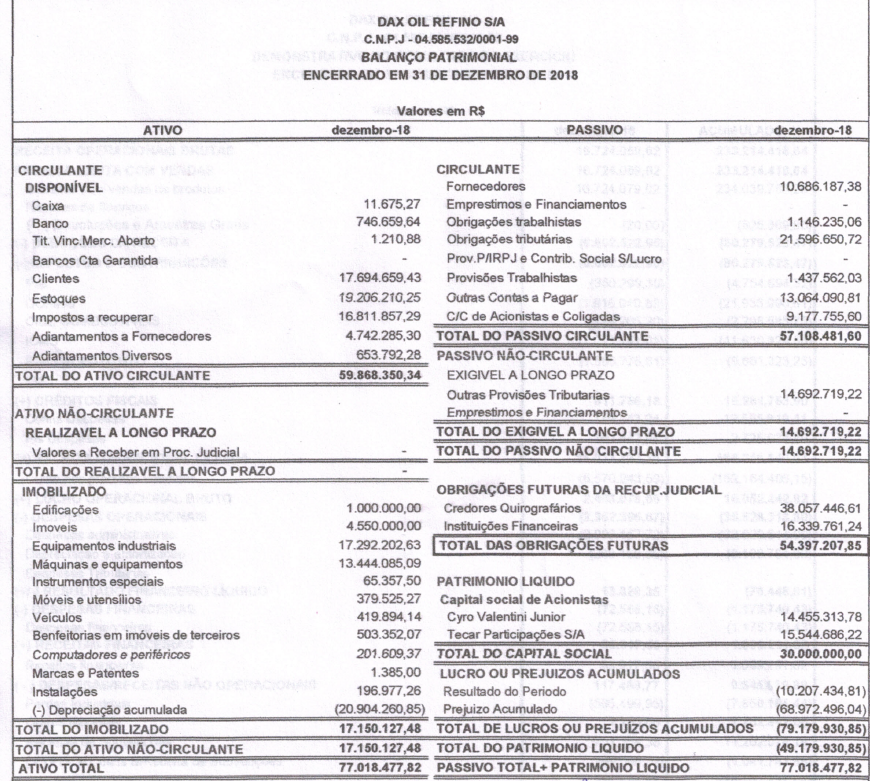 DAX OIL REFINO S/A
C.N.P.J - 04.585.532/0001-99
BALANÇO PATRIMONIAL
ENCERRADO EM 31 DE DEZEMBRO DE 2018
Valores em R$
ATIVO dezembro-18
CIRCULANTE
DISPONÍVEL
Caixa 11.675,27
Banco 746.659,64
Tit. Vinc.Merc. Aberto 1.210,88
Bancos Cta Garantida -
Clientes 17.694.659,43
Estoques 19.206.210,25
Impostos a recuperar 16.811.857,29
Adiantamentos a Fornecedores 4.742.285,30
Adiantamentos Diversos 653.792,28
TOTAL DO ATIVO CIRCULANTE 59.868.350,34
ATIVO NÃO-CIRCULANTE
REALIZAVEL A LONGO PRAZO
Valores a Receber em Proc. Judicial -
TOTAL DO REALIZAVEL A LONGO PRAZO -
IMOBILIZADO
Edificações 1.000.000,00
Imoveis 4.550.000,00
Equipamentos industriais 17.292.202,63
Máquinas e equipamentos 13.444.085,09
Instrumentos especiais 65.357,50
Móveis e utensílios 379.525,27
Veículos 419.894,14
Benfeitorias em imóveis de terceiros 503.352,07
Computadores e periféricos 201.609,37
Marcas e Patentes 1.385,00
Instalações 196.977,26
(-) Depreciação acumulada (20.904.260,85)
TOTAL DO IMOBILIZADO 17.150.127,48
TOTAL DO ATIVO NÃO-CIRCULANTE 17.150.127,48
ATIVO TOTAL 77.018.477,82
PASSIVO dezembro-18
CIRCULANTE
Fornecedores 10.686.187,38
Emprestimos e Financiamentos -
Obrigações trabalhistas 1.146.235,06
Obrigações tributárias 21.596.650,72
Prov.P/IRPJ e Contrib. Social S/Lucro -
Provisões Trabalhistas 1.437.562,03
Outras Contas a Pagar 13.064.090,81
C/C de Acionistas e Coligadas 9.177.755,60
TOTAL DO PASSIVO CIRCULANTE 57.108.481,60
PASSIVO NÃO-CIRCULANTE
EXIGIVEL A LONGO PRAZO
Outras Provisões Tributarias 14.692.719,22
Emprestimos e Financiamentos -
TOTAL DO EXIGIVEL A LONGO PRAZO 14.692.719,22
TOTAL DO PASSIVO NÃO CIRCULANTE 14.692.719,22
OBRIGAÇÕES FUTURAS DA RECUP.JUDICIAL
Credores Quirografários 38.057.446,61
Instituições Financeiras 16.339.761,24
TOTAL DAS OBRIGAÇÕES FUTURAS 54.397.207,85
PATRIMONIO LIQUIDO
Capital social de Acionistas
Cyro Valentini Junior 14.455.313,78
Tecar Participações S/A 15.544.686,22
TOTAL DO CAPITAL SOCIAL 30.000.000,00
LUCRO OU PREJUIZOS ACUMULADOS
Resultado do Periodo (10.207.434,81)
Prejuizo Acumulado (68.972.496,04)
TOTAL DE LUCROS OU PREJUÍZOS ACUMULADOS (79.179.930,85)
TOTAL DO PATRIMONIO LIQUIDO (49.179.930,85)
PASSIVO TOTAL+ PATRIMONIO LIQUIDO 77.018.477,82